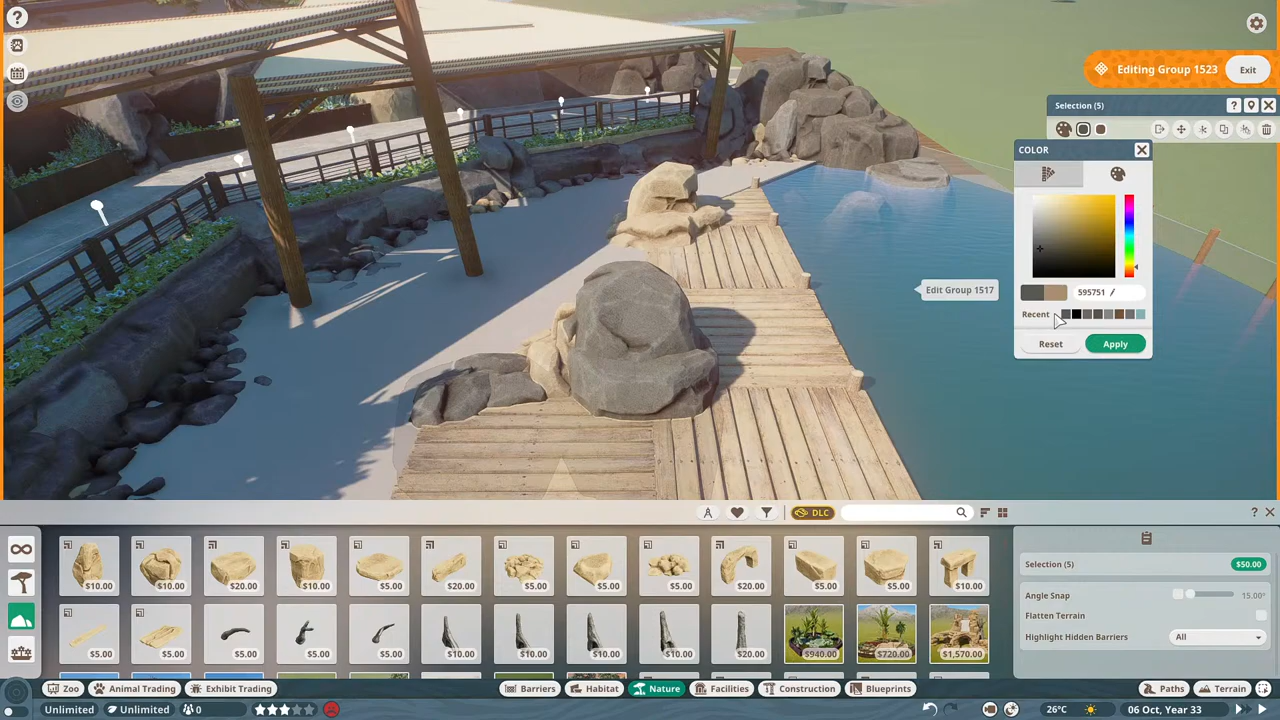 ?
Editing Group 1523
Exit
Selection (5)
?
COLOR
595751
Recent
Reset
Apply
Edit Group 1517
DLC
?
$10.00
$10.00
$20.00
$10.00
$5.00
$20.00
$5.00
$5.00
$5.00
$20.00
$5.00
$5.00
$10.00
$5.00
$5.00
$5.00
$5.00
$5.00
$10.00
$10.00
$10.00
$10.00
$20.00
$940.00
$720.00
$1,570.00
Selection (5)
$50.00
Angle Snap
15.00°
Flatten Terrain
Highlight Hidden Barriers
All
Zoo
Animal Trading
Exhibit Trading
Barriers
Habitat
Nature
Facilities
Construction
Blueprints
Paths
Terrain
Unlimited
Unlimited
0
26°C
06 Oct, Year 33